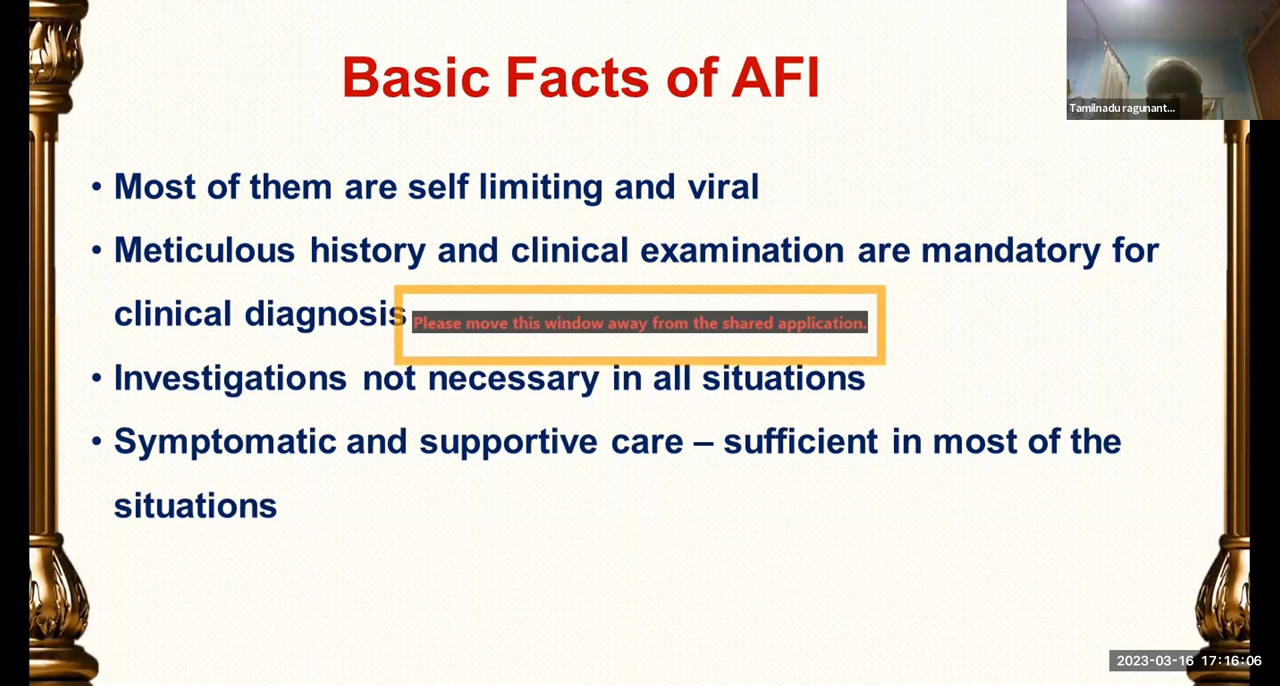 Basic Facts of AFI
Tamilnadu ragunant...
• Most of them are self limiting and viral
• Meticulous history and clinical examination are mandatory for
clinical diagnosis
Please move this window away from the shared application.
• Investigations not necessary in all situations
• Symptomatic and supportive care – sufficient in most of the
situations
2023-03-16 17:16:06